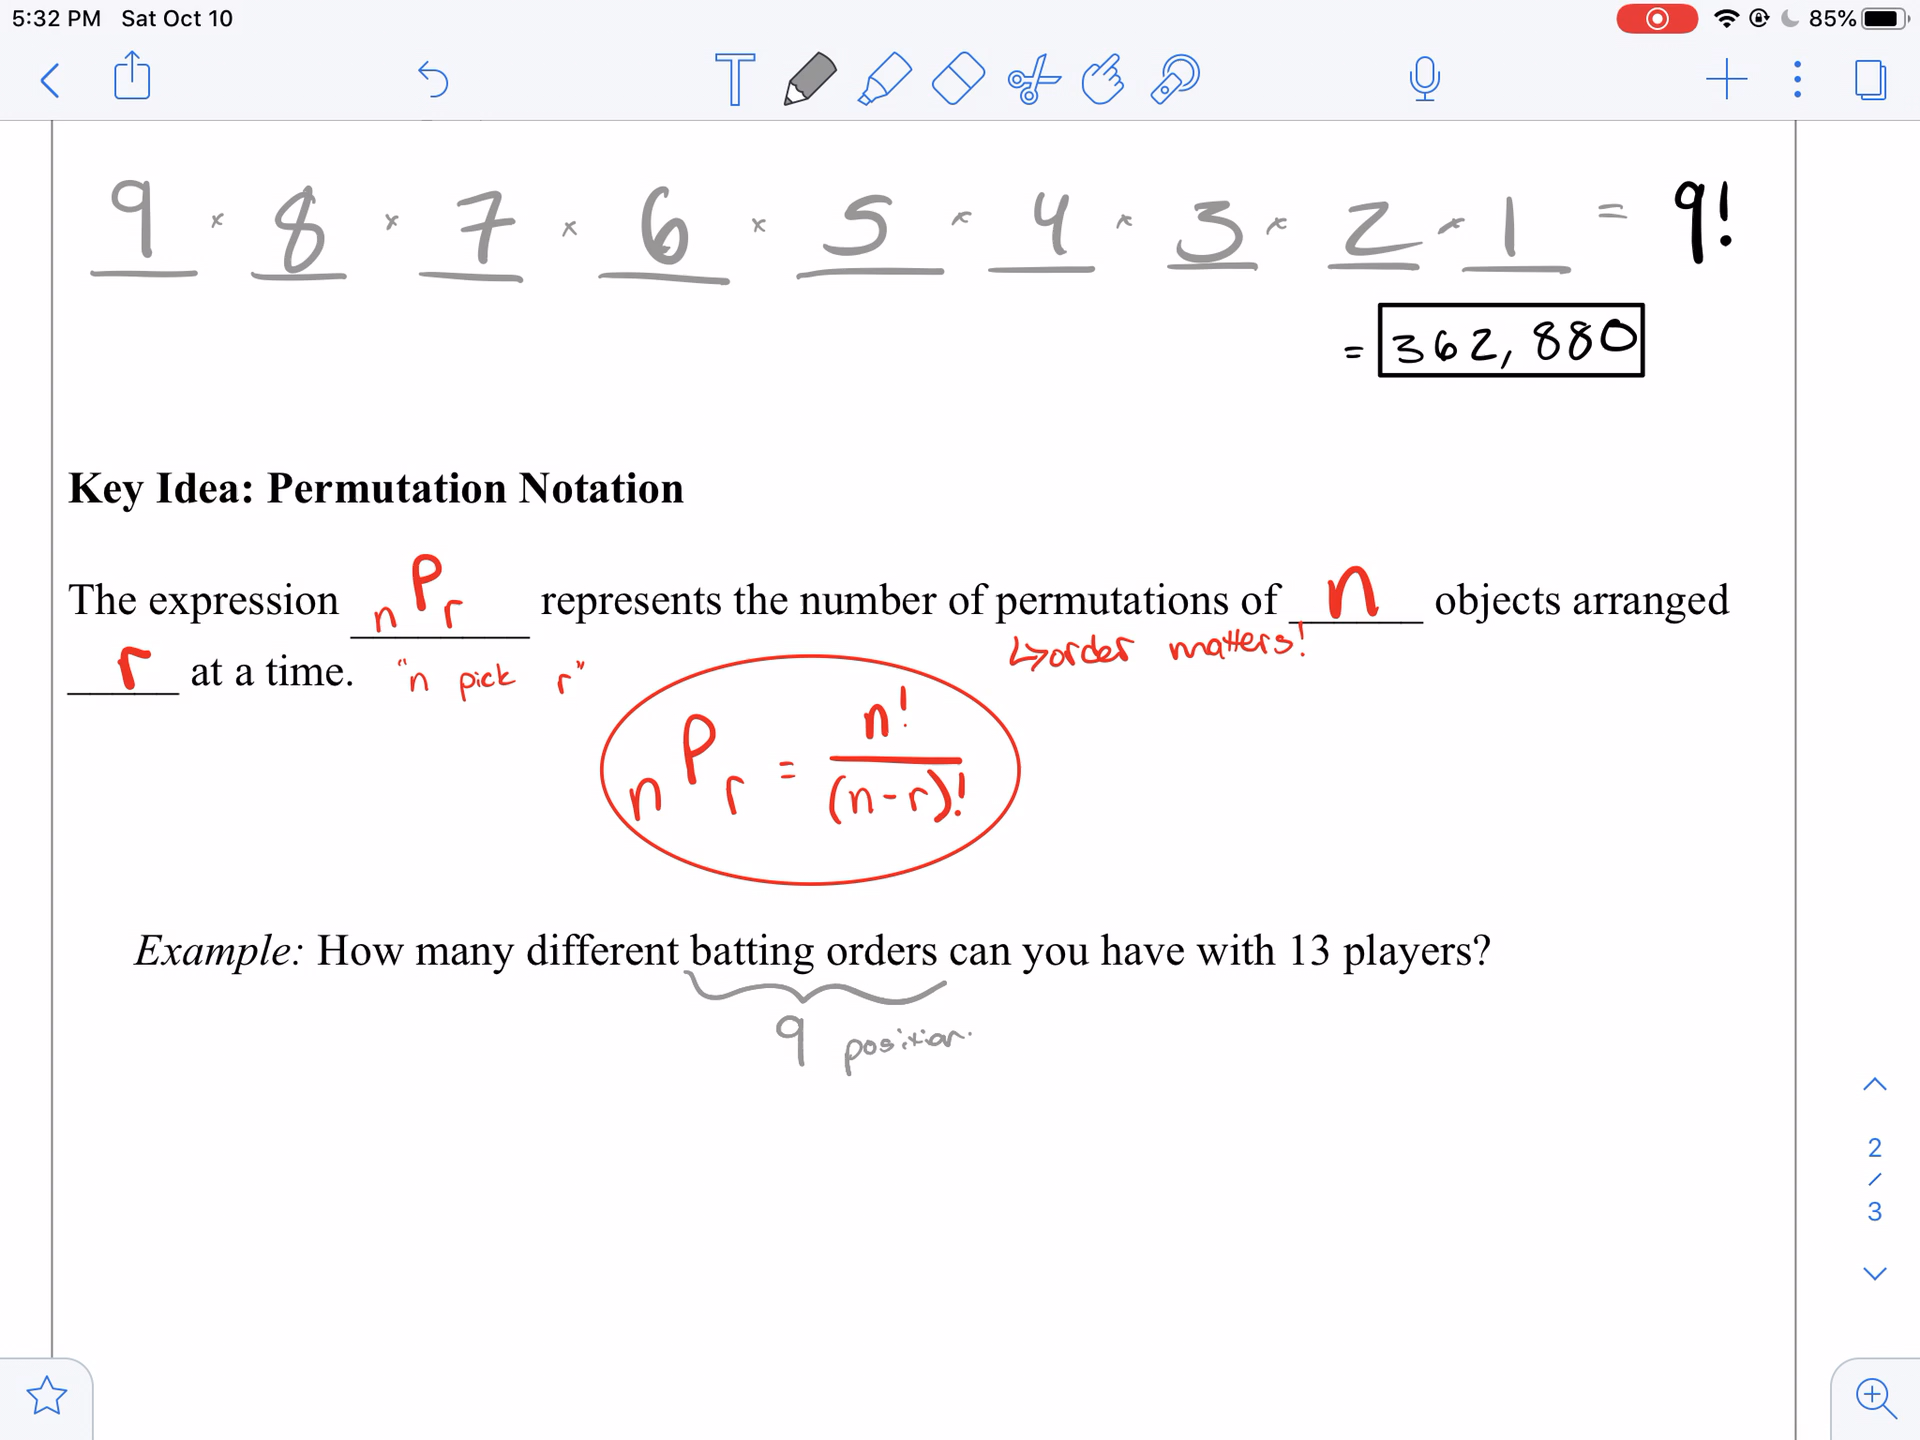 5:32 PM Sat Oct 10 85%
9 × 8 × 7 × 6 × 5 × 4 × 3 × 2 × 1 = 9!
= 362,880
Key Idea: Permutation Notation
The expression nPr represents the number of permutations of n objects arranged
↳order matters!
r at a time. "n pick r"
nPr = n! / (n-r)!
Example: How many different batting orders can you have with 13 players?
9 position.
2
/
3